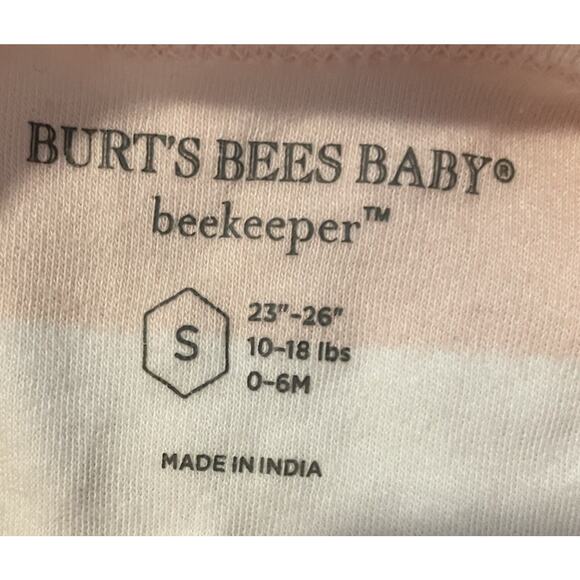 BURT'S BEES BABY®
beekeeper™
S
23"-26"
10-18 lbs
0-6M
MADE IN INDIA